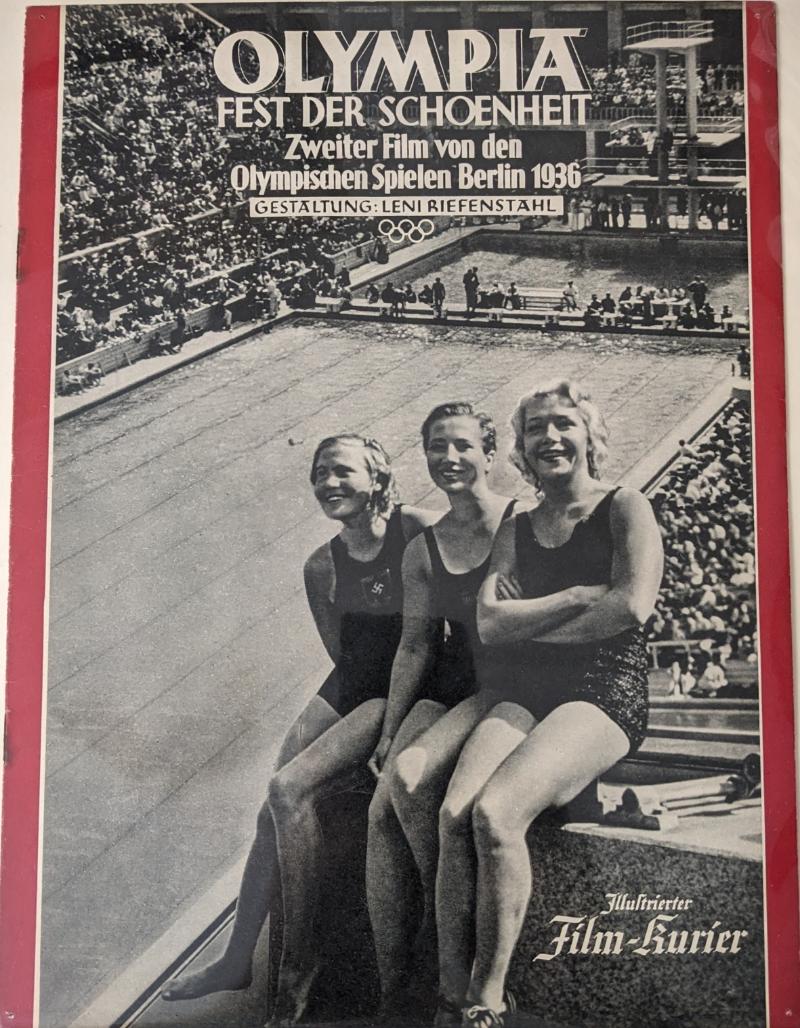 OLYMPIA
FEST DER SCHOENHEIT
Zweiter Film von den
Olympischen Spielen Berlin 1936
GESTALTUNG: LENI RIEFENSTAHL
Illustrierter
Film-Kurier